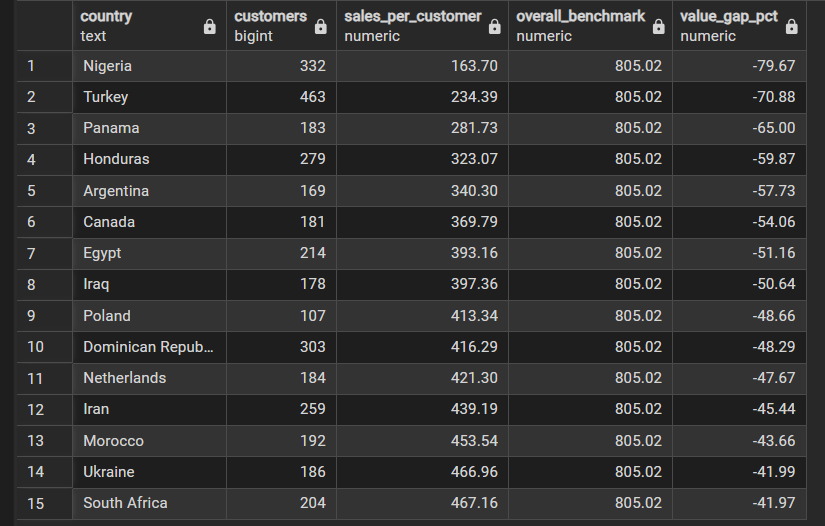 country customers sales_per_customer overall_benchmark value_gap_pct
text bigint numeric numeric numeric
1 Nigeria 332 163.70 805.02 -79.67
2 Turkey 463 234.39 805.02 -70.88
3 Panama 183 281.73 805.02 -65.00
4 Honduras 279 323.07 805.02 -59.87
5 Argentina 169 340.30 805.02 -57.73
6 Canada 181 369.79 805.02 -54.06
7 Egypt 214 393.16 805.02 -51.16
8 Iraq 178 397.36 805.02 -50.64
9 Poland 107 413.34 805.02 -48.66
10 Dominican Repub... 303 416.29 805.02 -48.29
11 Netherlands 184 421.30 805.02 -47.67
12 Iran 259 439.19 805.02 -45.44
13 Morocco 192 453.54 805.02 -43.66
14 Ukraine 186 466.96 805.02 -41.99
15 South Africa 204 467.16 805.02 -41.97